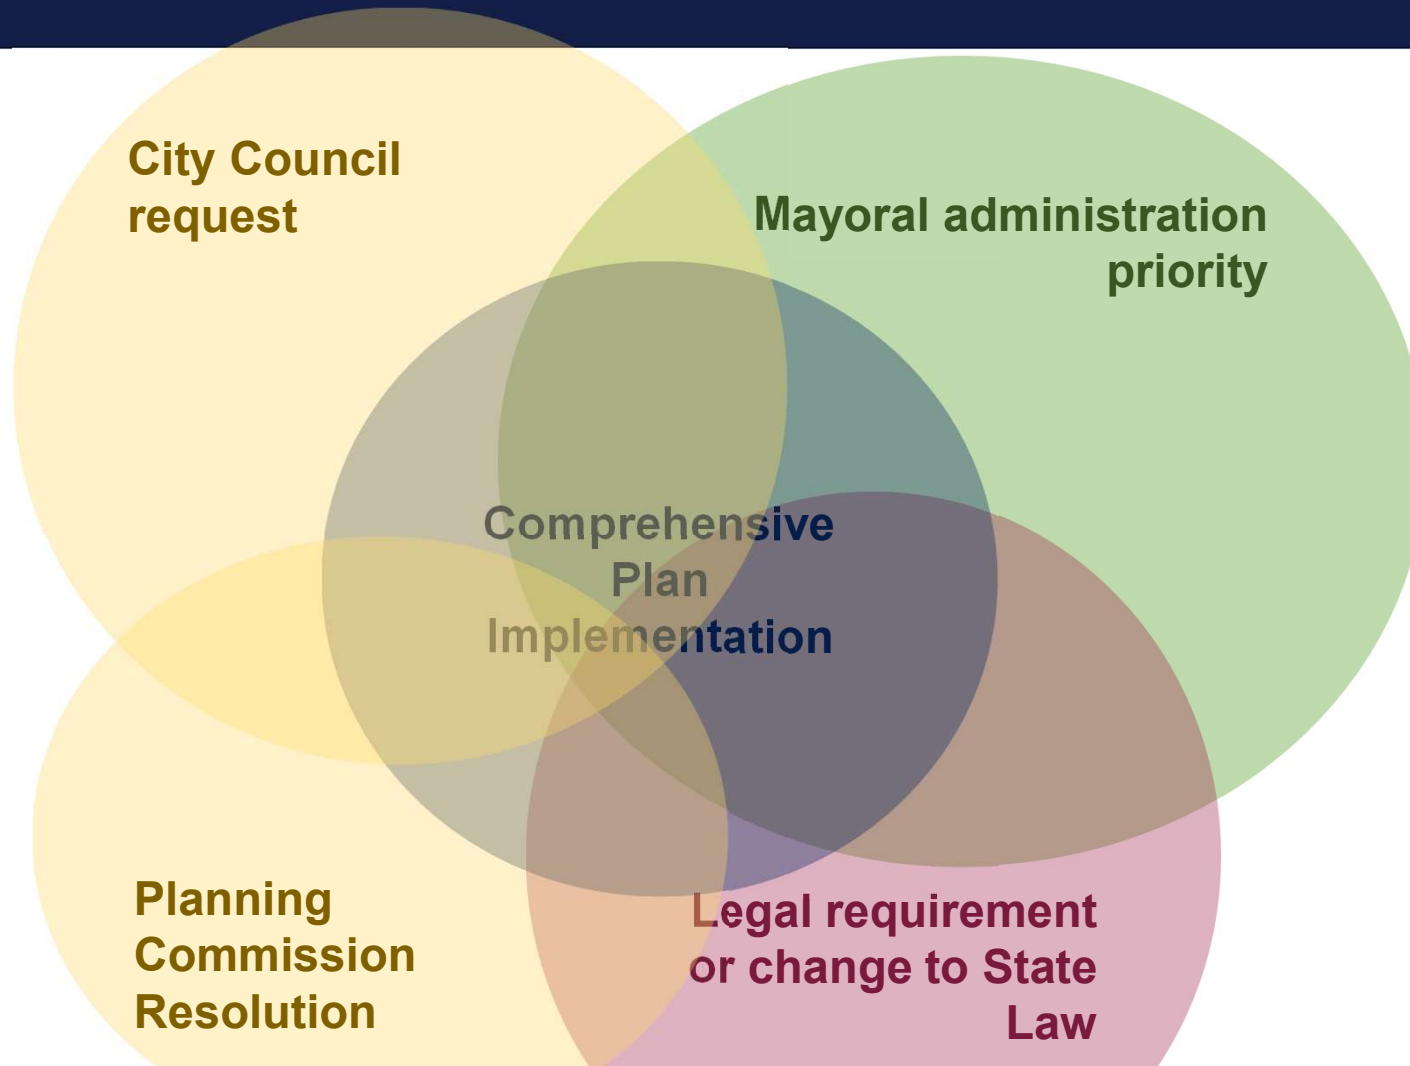 City Council
request
Mayoral administration
priority
Comprehensive
Plan
Implementation
Planning
Commission
Resolution
Legal requirement
or change to State
Law